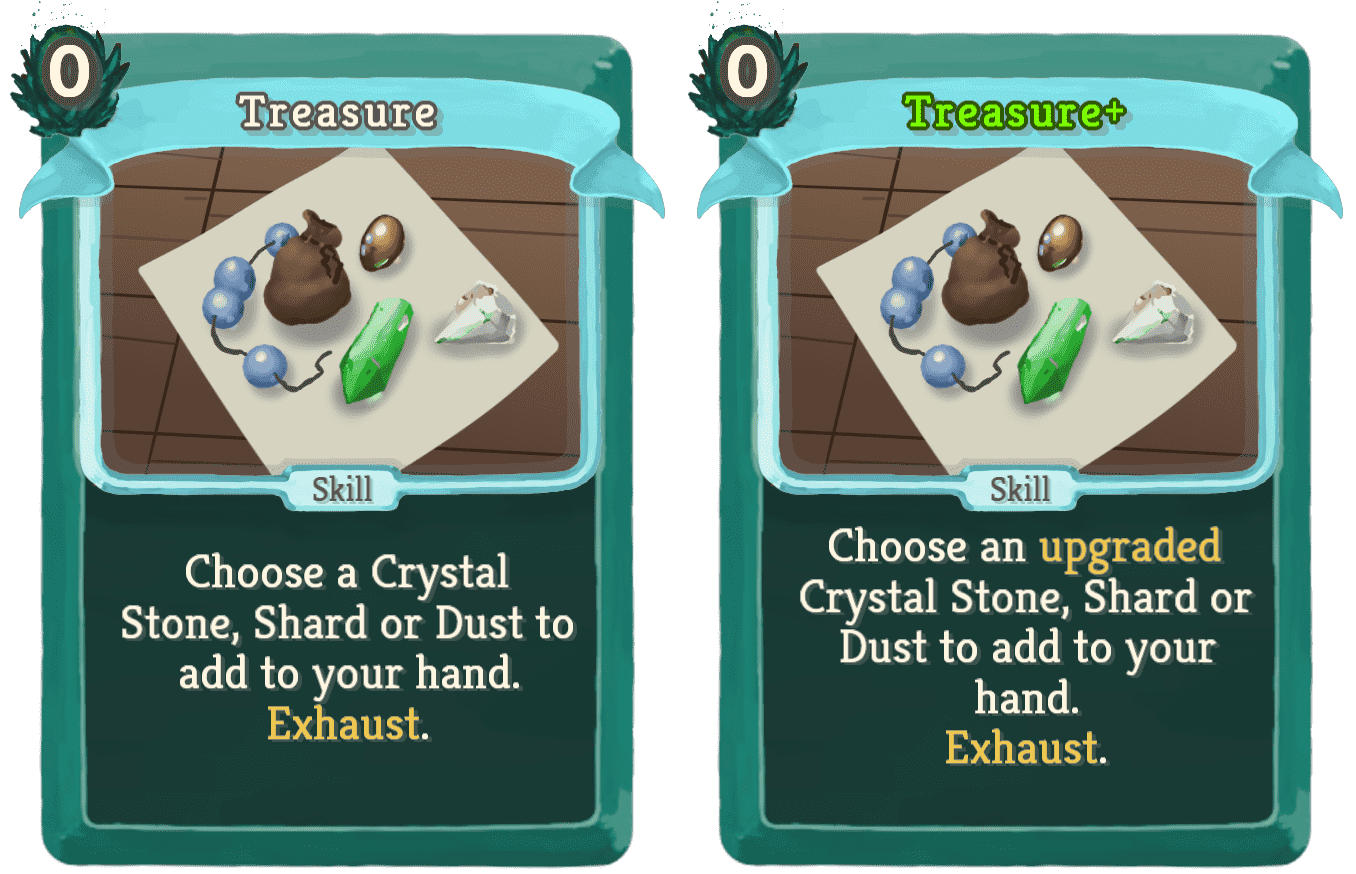 0
Treasure
Skill
Choose a Crystal
Stone, Shard or Dust to
add to your hand.
Exhaust.
0
Treasure+
Skill
Choose an upgraded
Crystal Stone, Shard or
Dust to add to your
hand.
Exhaust.